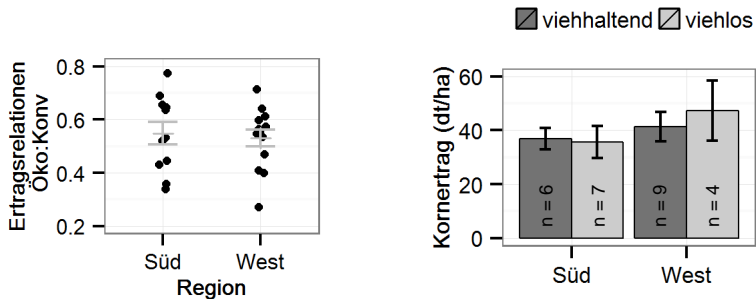 Ertragsrelationen
Öko:Konv
0.8
0.6
0.4
0.2
Süd West
Region
viehhaltend viehlos
Kornertrag (dt/ha)
60
40
20
0
n = 6 n = 7 n = 9 n = 4
Süd West